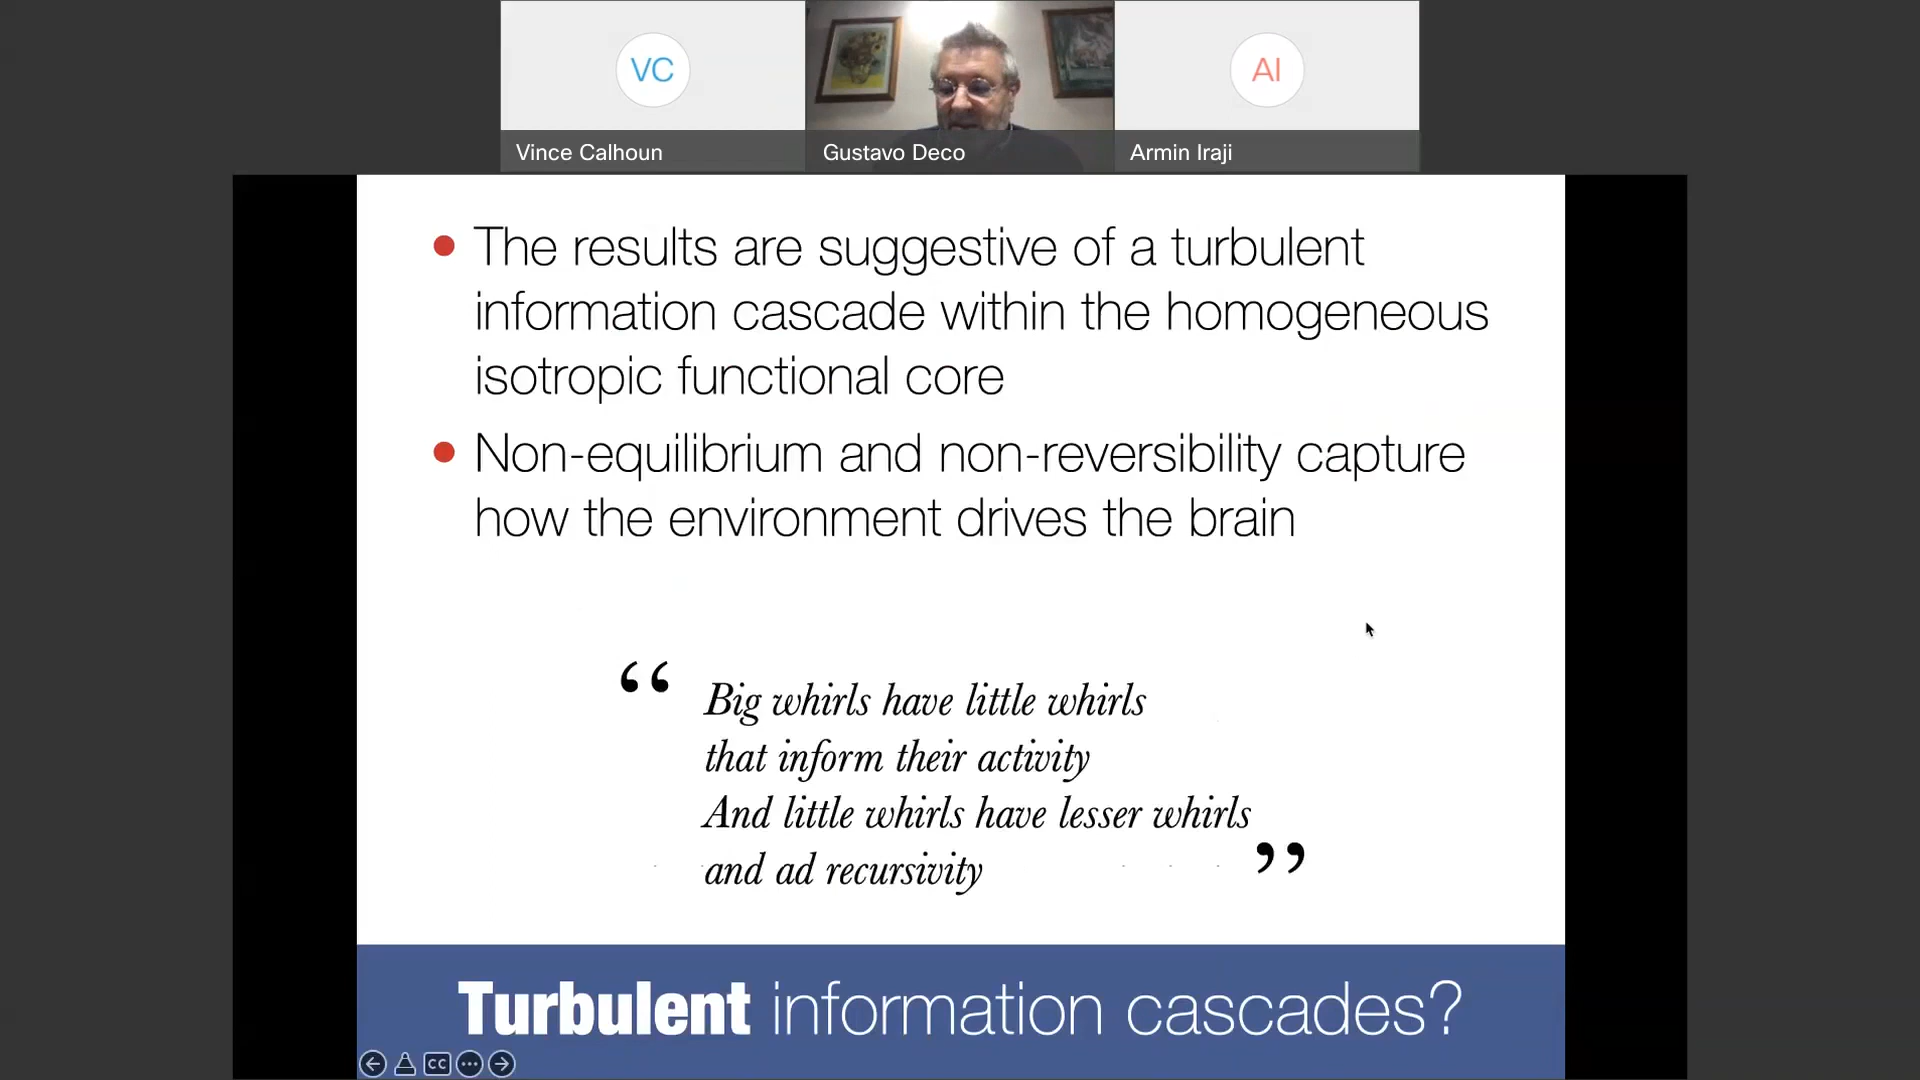 VC
AI
Vince Calhoun
Gustavo Deco
Armin Iraji
The results are suggestive of a turbulent
information cascade within the homogeneous
isotropic functional core
Non-equilibrium and non-reversibility capture
how the environment drives the brain
“ Big whirls have little whirls
that inform their activity
And little whirls have lesser whirls
and ad recursivity ”
Turbulent information cascades?
CC